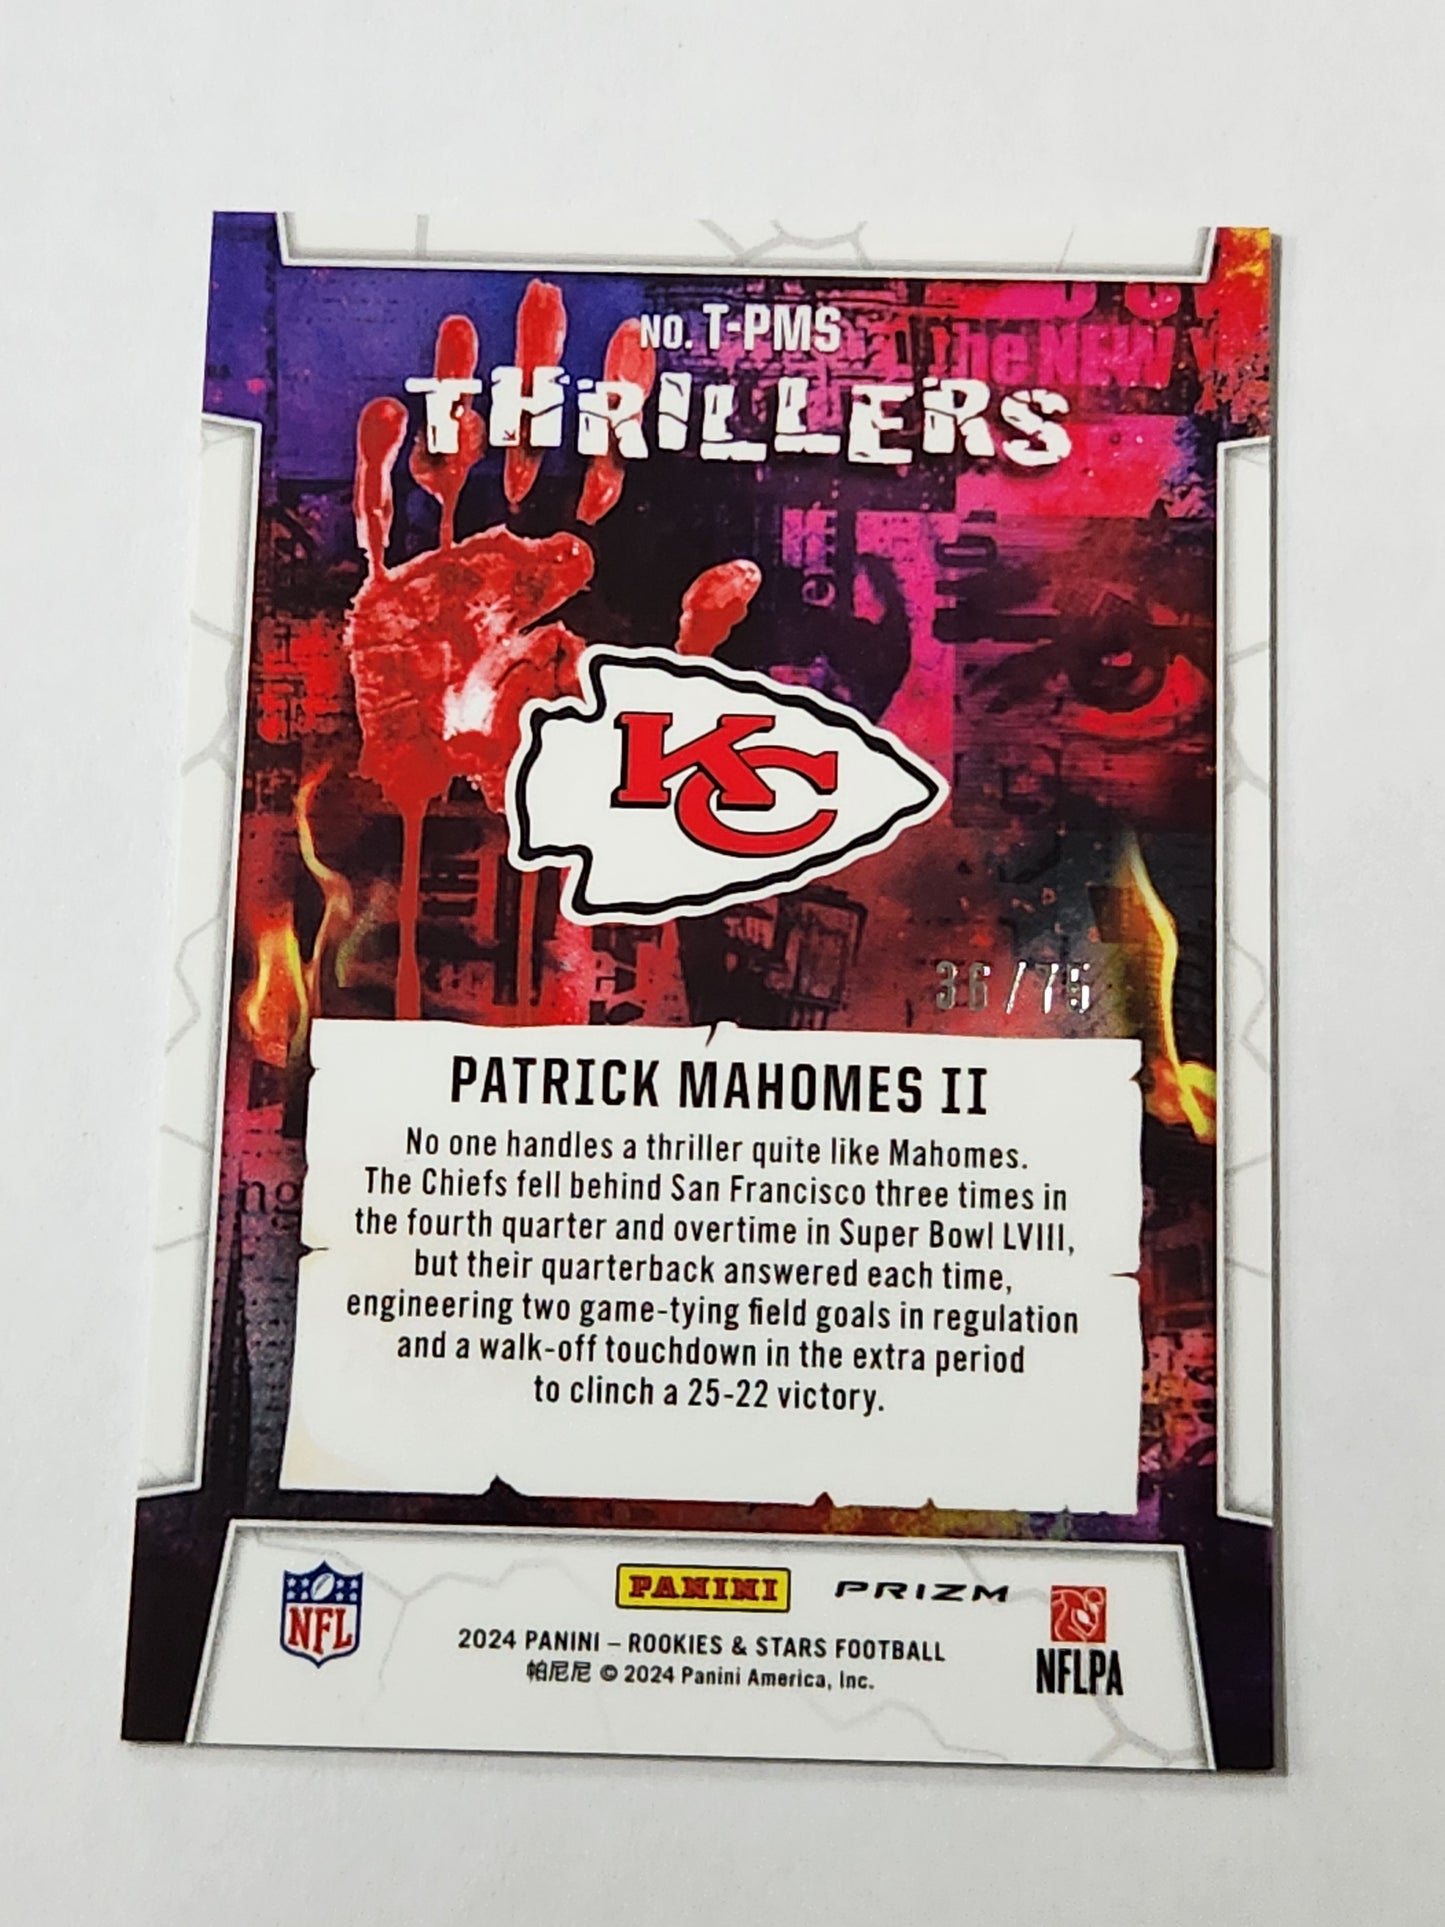 NO. T-PMS
THRILLERS
the NEW Y
KC
36/75
PATRICK MAHOMES II
No one handles a thriller quite like Mahomes.
The Chiefs fell behind San Francisco three times in
the fourth quarter and overtime in Super Bowl LVIII,
but their quarterback answered each time,
engineering two game-tying field goals in regulation
and a walk-off touchdown in the extra period
to clinch a 25-22 victory.
ng
NFL
PANINI PRIZM
NFLPA
2024 PANINI – ROOKIES & STARS FOOTBALL
帕尼尼 © 2024 Panini America, Inc.